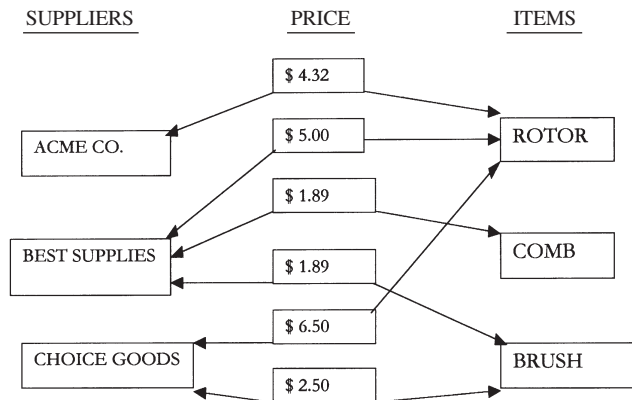 SUPPLIERS PRICE ITEMS
$ 4.32
ACME CO.
$ 5.00
ROTOR
$ 1.89
BEST SUPPLIES
$ 1.89
COMB
$ 6.50
CHOICE GOODS
BRUSH
$ 2.50